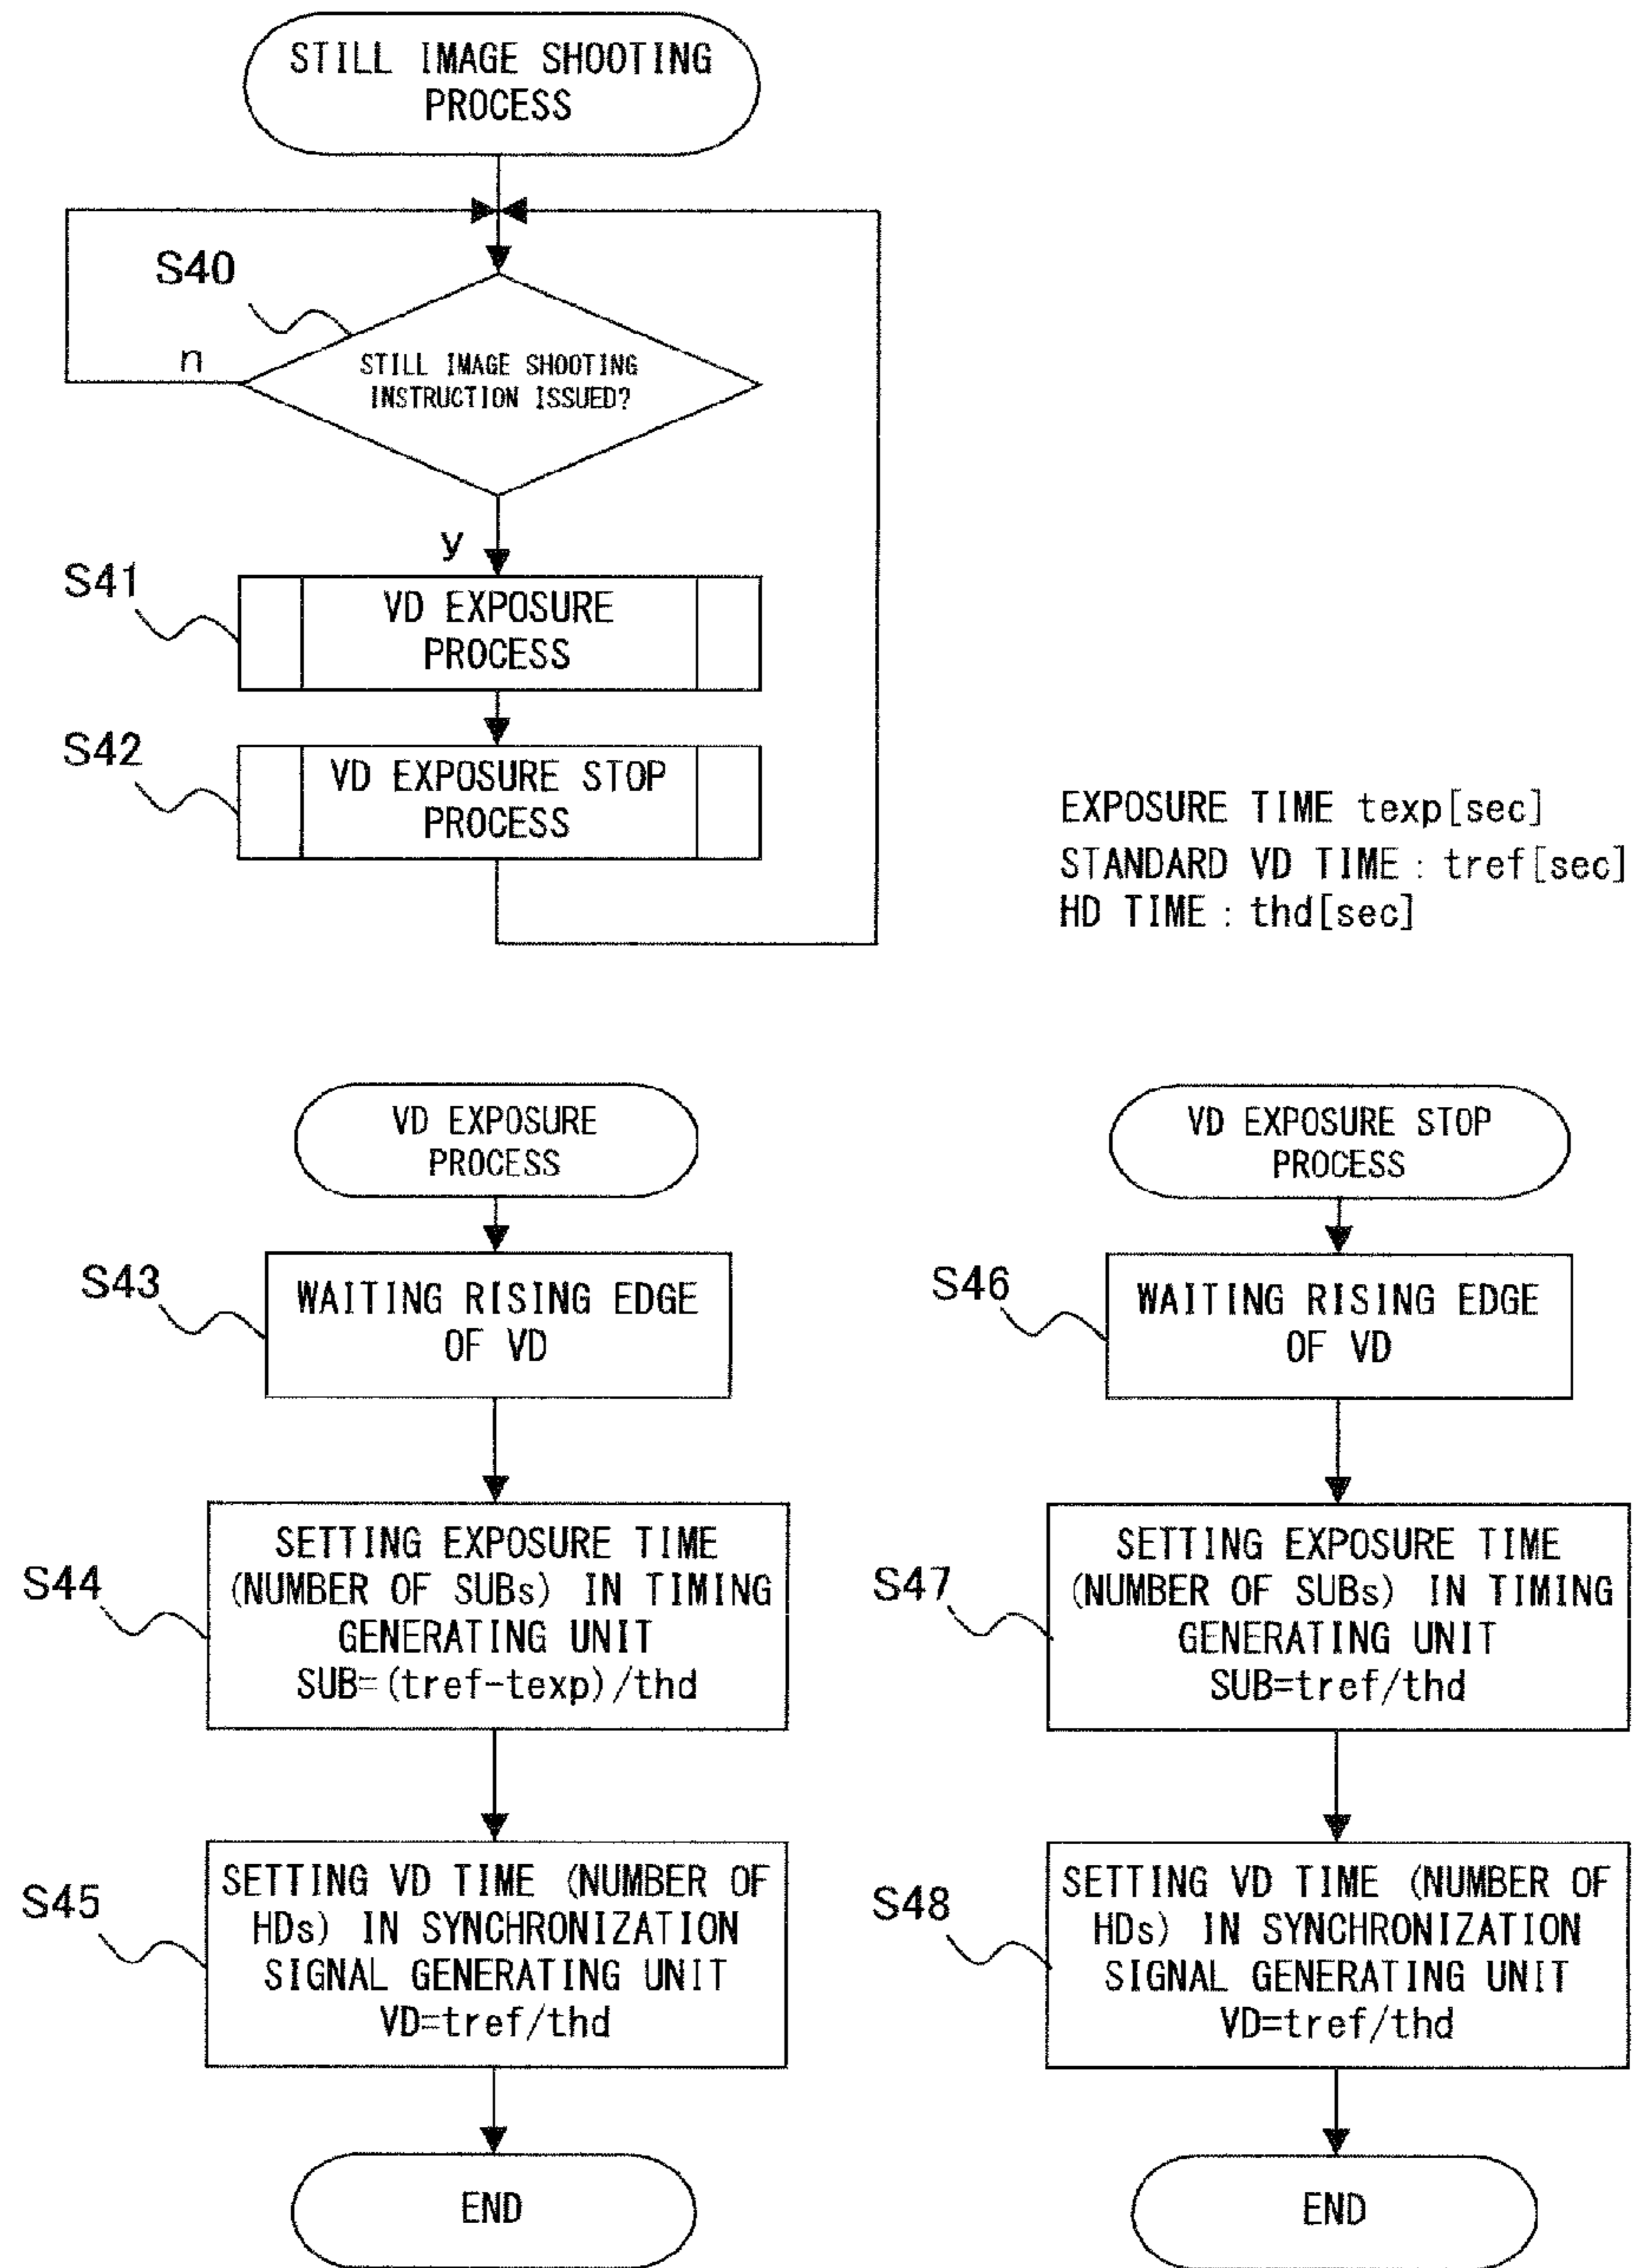 STILL IMAGE SHOOTING
PROCESS
S40
n
STILL IMAGE SHOOTING
INSTRUCTION ISSUED?
y
S41
VD EXPOSURE
PROCESS
S42
VD EXPOSURE STOP
PROCESS
EXPOSURE TIME texp[sec]
STANDARD VD TIME : tref[sec]
HD TIME : thd[sec]
VD EXPOSURE
PROCESS
S43
WAITING RISING EDGE
OF VD
S44
SETTING EXPOSURE TIME
(NUMBER OF SUBs) IN TIMING
GENERATING UNIT
SUB=(tref-texp)/thd
S45
SETTING VD TIME (NUMBER OF
HDs) IN SYNCHRONIZATION
SIGNAL GENERATING UNIT
VD=tref/thd
END
VD EXPOSURE STOP
PROCESS
S46
WAITING RISING EDGE
OF VD
S47
SETTING EXPOSURE TIME
(NUMBER OF SUBs) IN TIMING
GENERATING UNIT
SUB=tref/thd
S48
SETTING VD TIME (NUMBER OF
HDs) IN SYNCHRONIZATION
SIGNAL GENERATING UNIT
VD=tref/thd
END